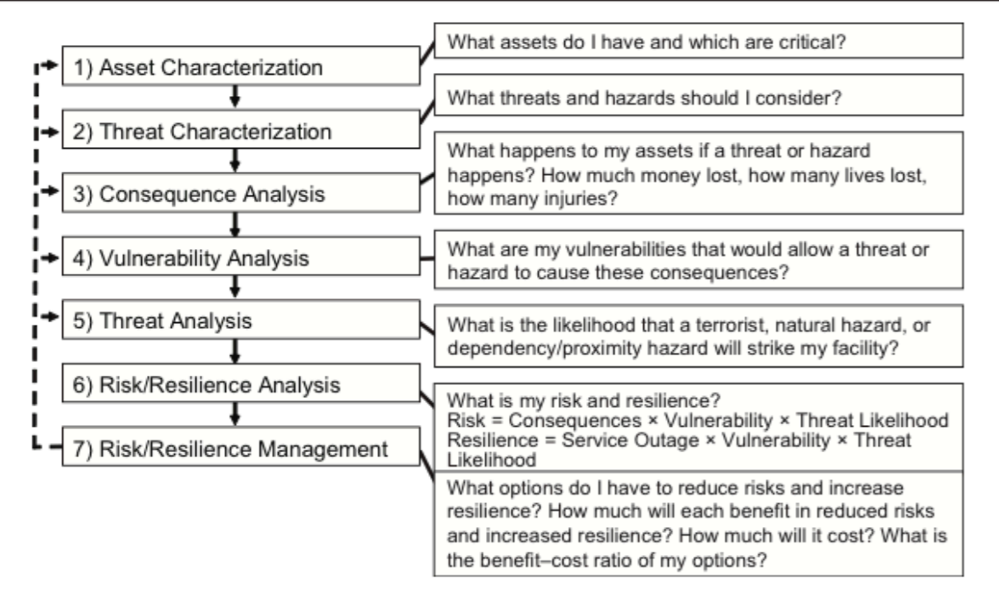 1) Asset Characterization
What assets do I have and which are critical?
2) Threat Characterization
What threats and hazards should I consider?
3) Consequence Analysis
What happens to my assets if a threat or hazard
happens? How much money lost, how many lives lost,
how many injuries?
4) Vulnerability Analysis
What are my vulnerabilities that would allow a threat or
hazard to cause these consequences?
5) Threat Analysis
What is the likelihood that a terrorist, natural hazard, or
dependency/proximity hazard will strike my facility?
6) Risk/Resilience Analysis
What is my risk and resilience?
Risk = Consequences × Vulnerability × Threat Likelihood
Resilience = Service Outage × Vulnerability × Threat
Likelihood
7) Risk/Resilience Management
What options do I have to reduce risks and increase
resilience? How much will each benefit in reduced risks
and increased resilience? How much will it cost? What is
the benefit–cost ratio of my options?